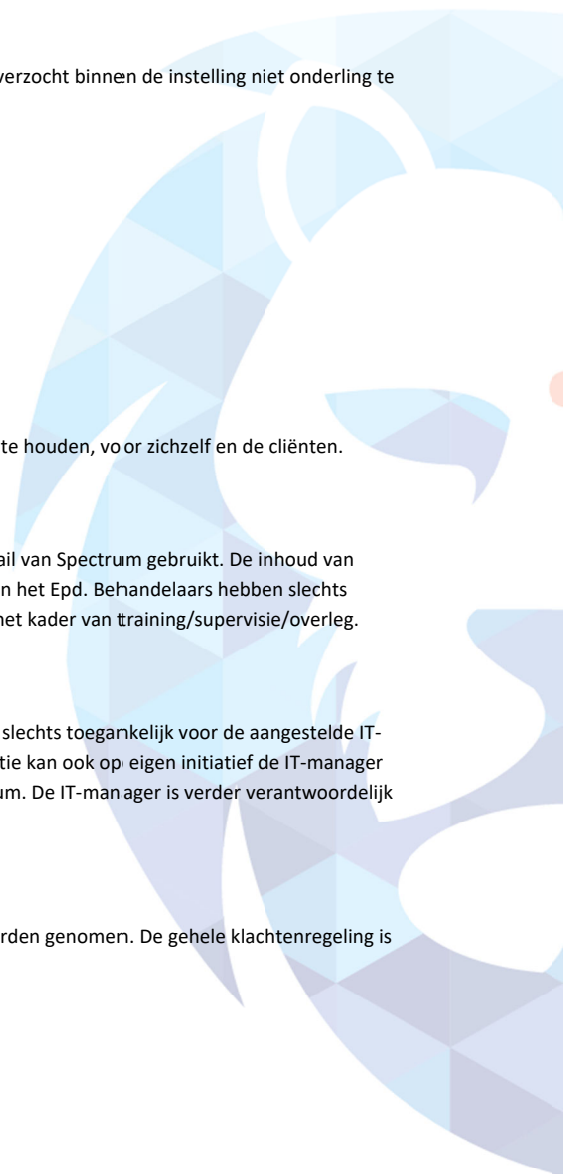 verzocht binnen de instelling niet onderling te
te houden, voor zichzelf en de cliënten.
ail van Spectrum gebruikt. De inhoud van
n het Epd. Behandelaars hebben slechts
net kader van training/supervisie/overleg.
slechts toegankelijk voor de aangestelde IT-
tie kan ook op eigen initiatief de IT-manager
um. De IT-manager is verder verantwoordelijk
rden genomen. De gehele klachtenregeling is